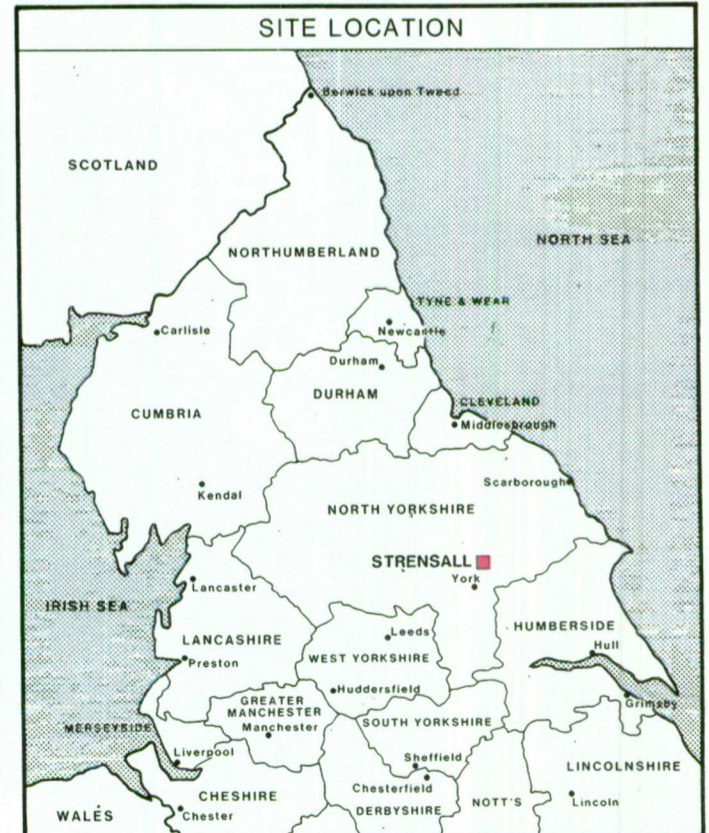 SITE LOCATION
Berwick upon Tweed
SCOTLAND
NORTH SEA
NORTHUMBERLAND
TYNE & WEAR
Carlisle
Newcastle
Durham
DURHAM
CLEVELAND
CUMBRIA
Middlesbrough
Scarborough
Kendal
NORTH YORKSHIRE
STRENSALL
York
Lancaster
IRISH SEA
HUMBERSIDE
LANCASHIRE
Leeds
Hull
WEST YORKSHIRE
Preston
Huddersfield
GREATER
MANCHESTER
Grimsby
SOUTH YORKSHIRE
MERSEYSIDE
Manchester
Liverpool
Sheffield
LINCOLNSHIRE
Chesterfield
CHESHIRE
NOTT'S
Lincoln
DERBYSHIRE
WALES
Chester